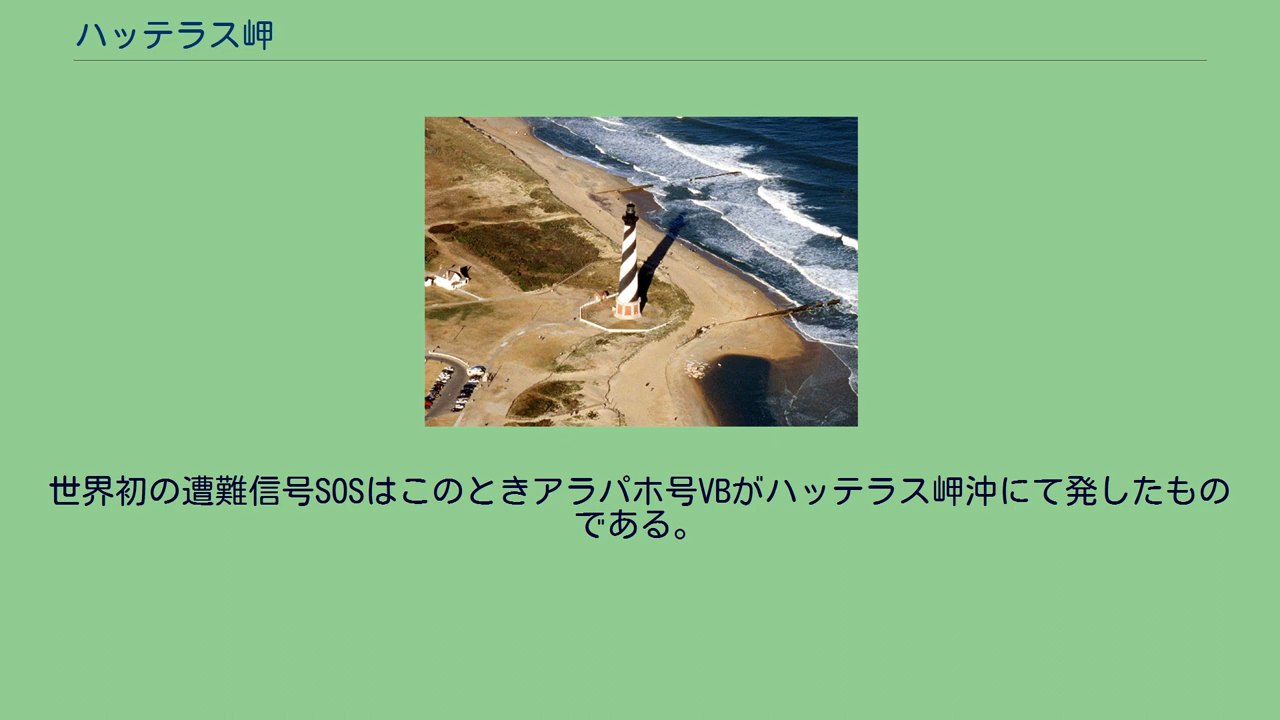 ハッテラス岬
世界初の遭難信号SOSはこのときアラパホ号VBがハッテラス岬沖にて発したもの
である。